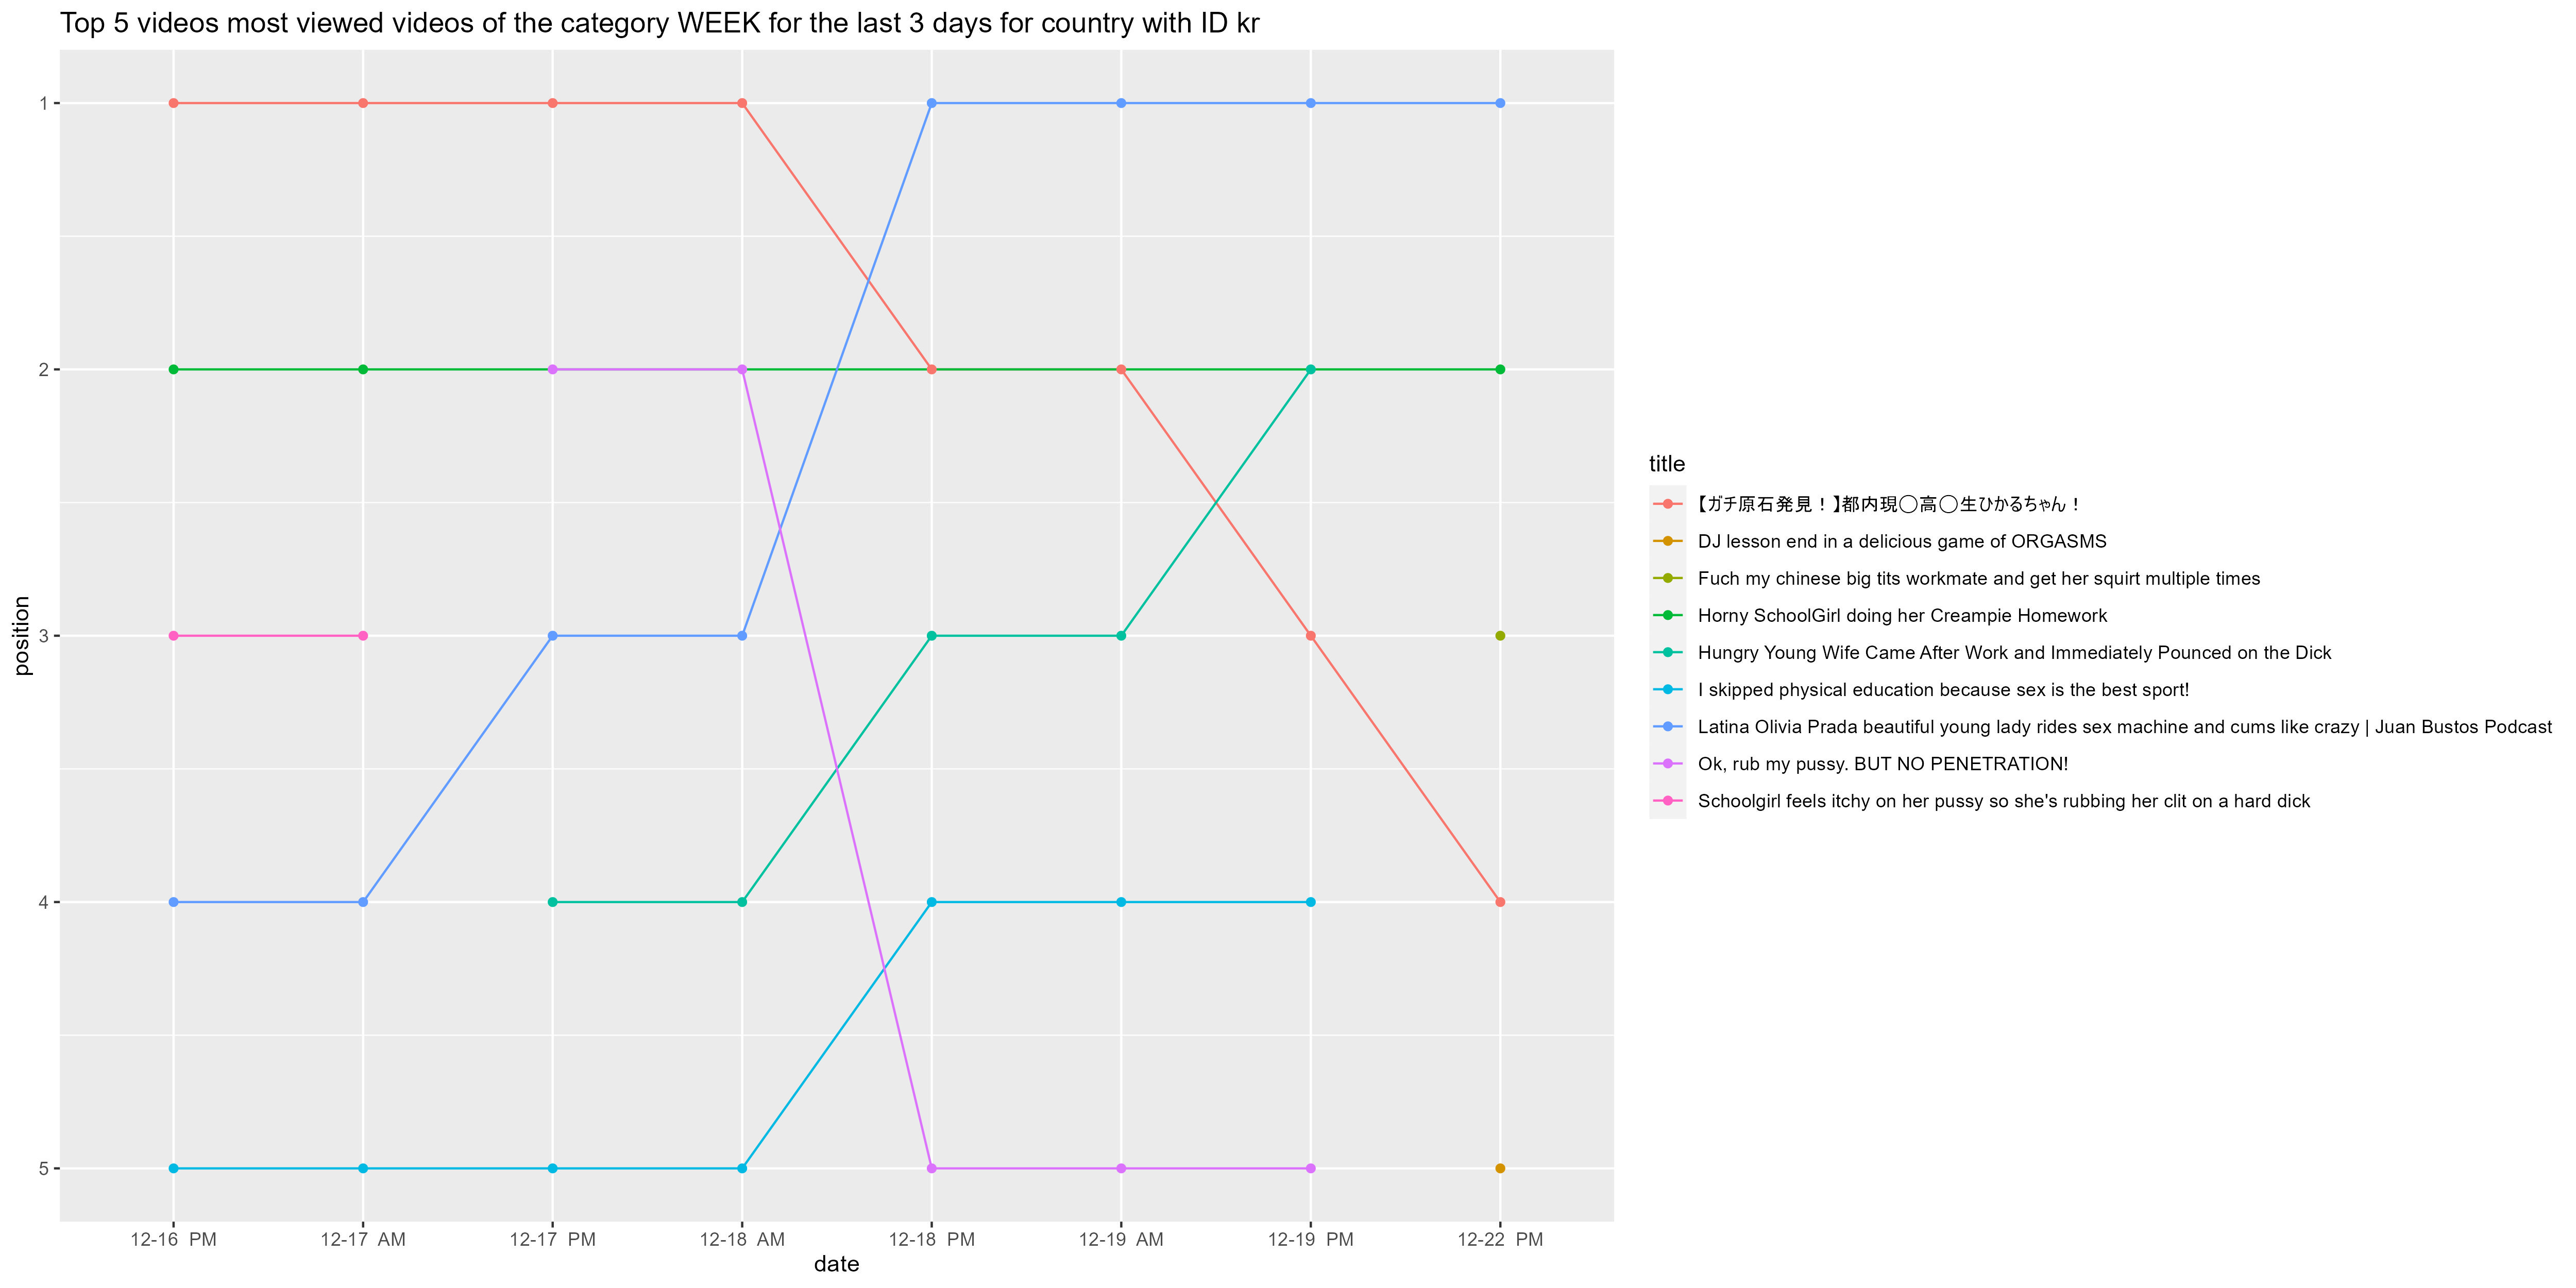 Top 5 videos most viewed videos of the category WEEK for the last 3 days for country with ID kr
position
1
2
3
4
5
12-16 PM
12-17 AM
12-17 PM
12-18 AM
12-18 PM
12-19 AM
12-19 PM
12-22 PM
date
title
【ガチ原石発見！】都内現◯高◯生ひかるちゃん！
DJ lesson end in a delicious game of ORGASMS
Fuch my chinese big tits workmate and get her squirt multiple times
Horny SchoolGirl doing her Creampie Homework
Hungry Young Wife Came After Work and Immediately Pounced on the Dick
I skipped physical education because sex is the best sport!
Latina Olivia Prada beautiful young lady rides sex machine and cums like crazy | Juan Bustos Podcast
Ok, rub my pussy. BUT NO PENETRATION!
Schoolgirl feels itchy on her pussy so she's rubbing her clit on a hard dick